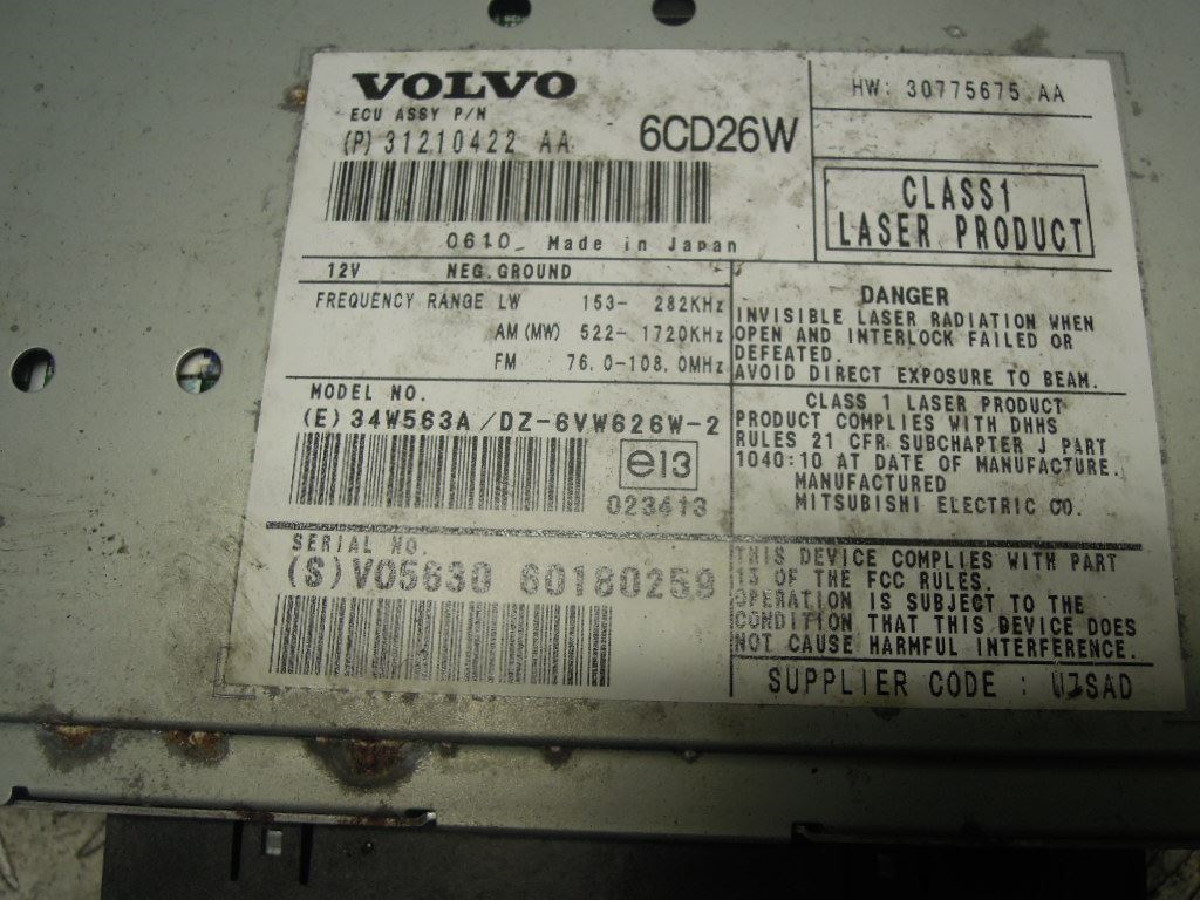 VOLVO
ECU ASSY P/N
(P) 31210422 AA
6CD26W
HW: 30775675 AA
CLASS1
LASER PRODUCT
0610 Made in Japan
12V NEG.GROUND
FREQUENCY RANGE LW 153- 282KHz
AM(MW) 522-1720KHz
FM 76.0-108.0MHz
DANGER
INVISIBLE LASER RADIATION WHEN
OPEN AND INTERLOCK FAILED OR
DEFEATED.
AVOID DIRECT EXPOSURE TO BEAM.
MODEL NO.
(E) 34W563A/DZ-6VW626W-2
e13
023413
CLASS 1 LASER PRODUCT
PRODUCT COMPLIES WITH DHHS
RULES 21 CFR SUBCHAPTER J PART
1040:10 AT DATE OF MANUFACTURE.
MANUFACTURED
MITSUBISHI ELECTRIC CO.
SERIAL NO.
(S) VO5630 60180259
THIS DEVICE COMPLIES WITH PART
15 OF THE FCC RULES.
OPERATION IS SUBJECT TO THE
CONDITION THAT THIS DEVICE DOES
NOT CAUSE HARMFUL INTERFERENCE.
SUPPLIER CODE :